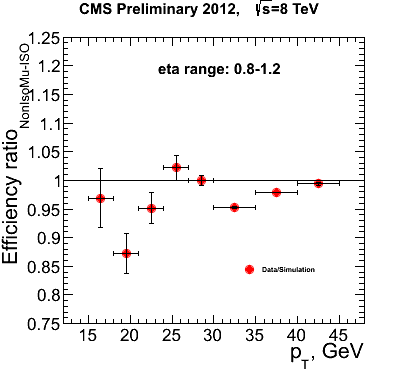 CMS Preliminary 2012, √s=8 TeV
eta range: 0.8-1.2
Efficiency ratio NonIsoMu-ISO
1.25
1.2
1.15
1.1
1.05
1
0.95
0.9
0.85
0.8
0.75
Data/Simulation
15 20 25 30 35 40 45
p_T, GeV